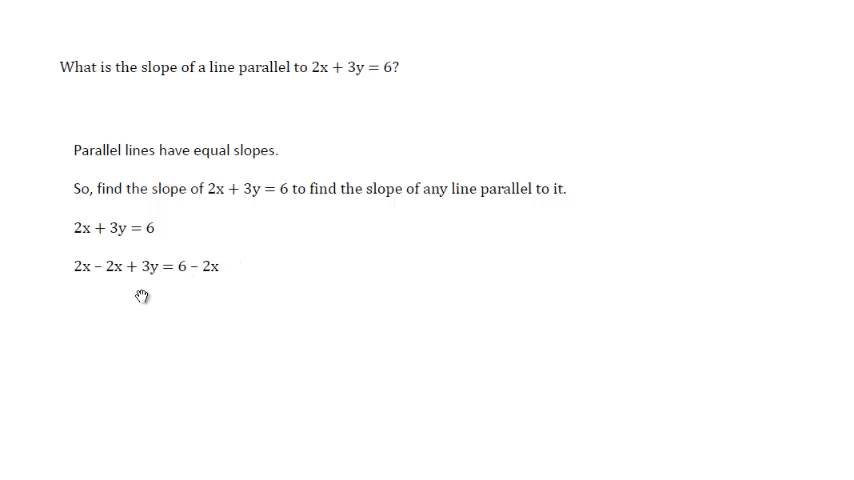 What is the slope of a line parallel to 2x + 3y = 6?
Parallel lines have equal slopes.
So, find the slope of 2x + 3y = 6 to find the slope of any line parallel to it.
2x + 3y = 6
2x − 2x + 3y = 6 − 2x